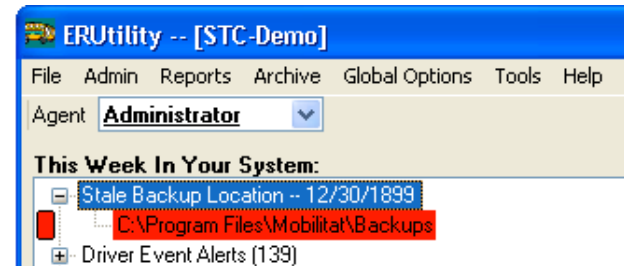 ERUtility -- [STC-Demo]
File Admin Reports Archive Global Options Tools Help
Agent Administrator
This Week In Your System:
Stale Backup Location -- 12/30/1899
C:\Program Files\Mobilitat\Backups
Driver Event Alerts (139)